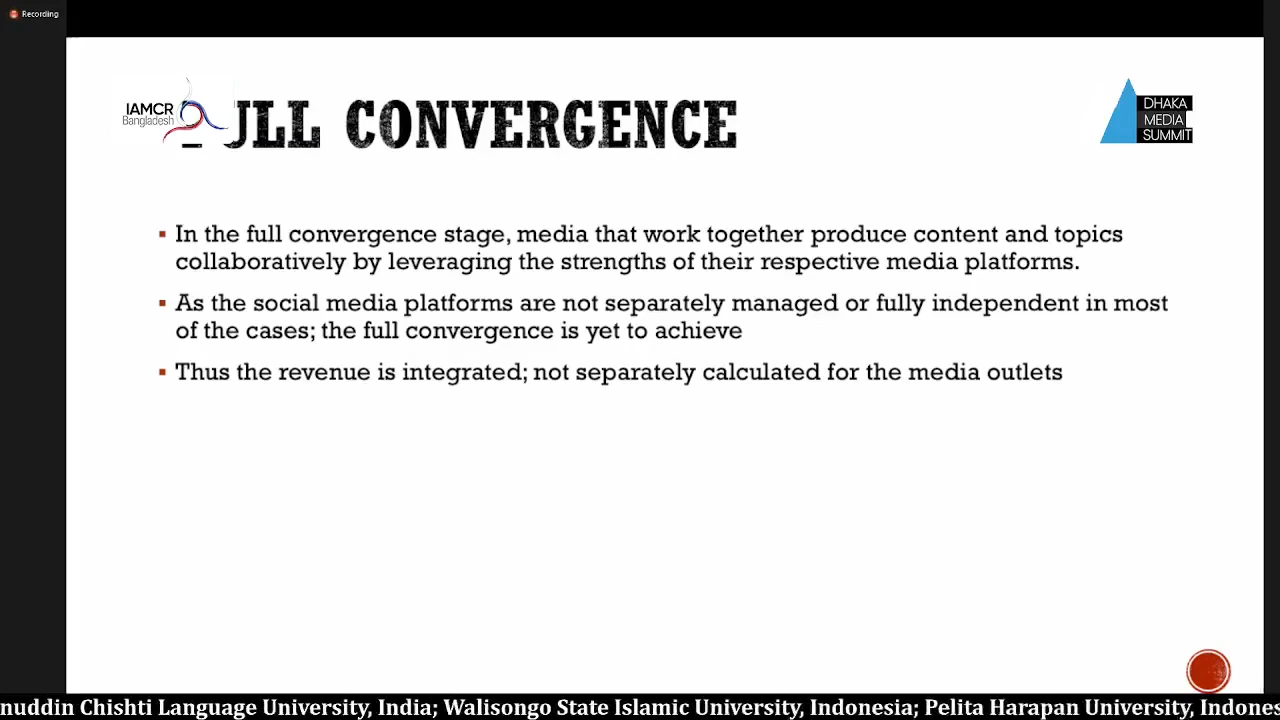 Recording
IAMCR
Bangladesh
ULL CONVERGENCE
DHAKA
MEDIA
SUMMIT
▪ In the full convergence stage, media that work together produce content and topics
collaboratively by leveraging the strengths of their respective media platforms.
▪ As the social media platforms are not separately managed or fully independent in most
of the cases; the full convergence is yet to achieve
▪ Thus the revenue is integrated; not separately calculated for the media outlets
nuddin Chishti Language University, India; Walisongo State Islamic University, Indonesia; Pelita Harapan University, Indones